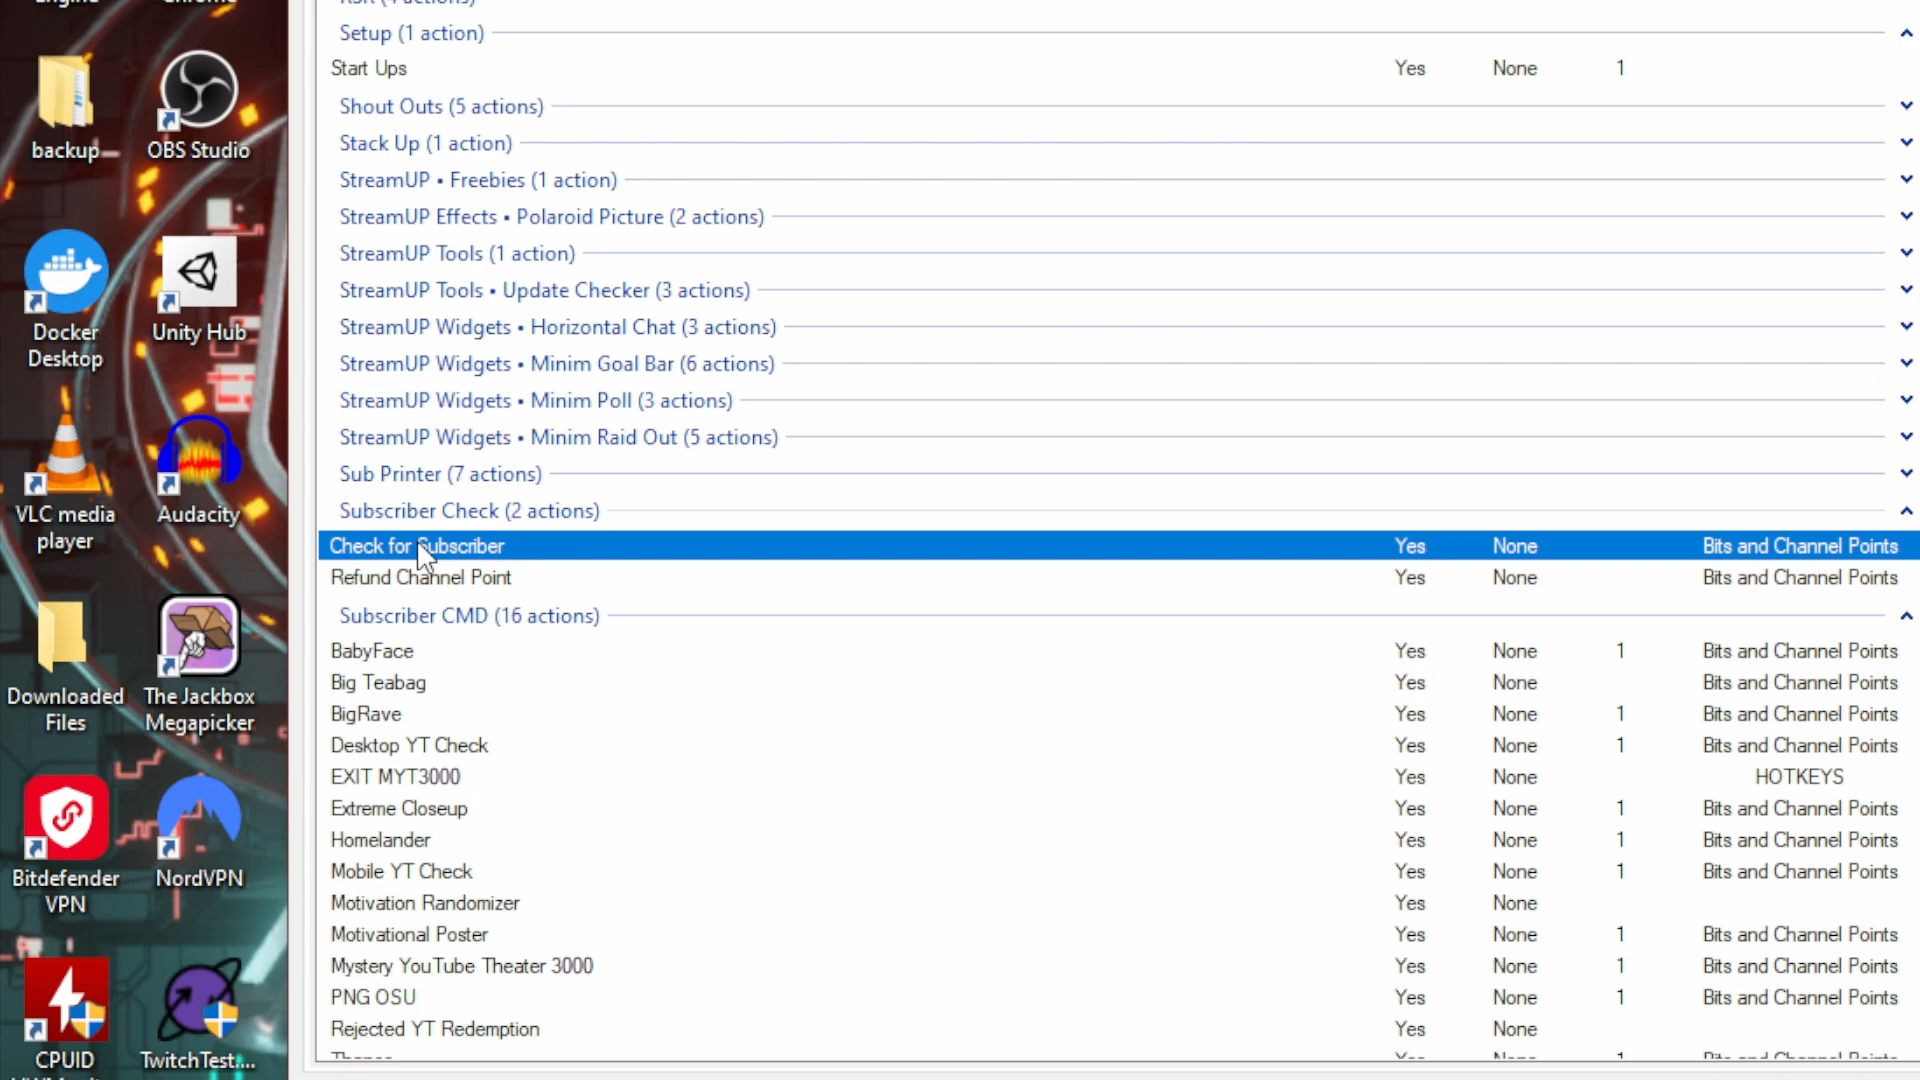 Engine
Chrome
backup
OBS Studio
Docker
Desktop
Unity Hub
VLC media
player
Audacity
Downloaded
Files
The Jackbox
Megapicker
Bitdefender
VPN
NordVPN
CPUID
TwitchTest....
(4 actions)
Setup (1 action)
Start Ups Yes None 1
Shout Outs (5 actions)
Stack Up (1 action)
StreamUP • Freebies (1 action)
StreamUP Effects • Polaroid Picture (2 actions)
StreamUP Tools (1 action)
StreamUP Tools • Update Checker (3 actions)
StreamUP Widgets • Horizontal Chat (3 actions)
StreamUP Widgets • Minim Goal Bar (6 actions)
StreamUP Widgets • Minim Poll (3 actions)
StreamUP Widgets • Minim Raid Out (5 actions)
Sub Printer (7 actions)
Subscriber Check (2 actions)
Check for Subscriber Yes None Bits and Channel Points
Refund Channel Point Yes None Bits and Channel Points
Subscriber CMD (16 actions)
BabyFace Yes None 1 Bits and Channel Points
Big Teabag Yes None Bits and Channel Points
BigRave Yes None 1 Bits and Channel Points
Desktop YT Check Yes None 1 Bits and Channel Points
EXIT MYT3000 Yes None HOTKEYS
Extreme Closeup Yes None 1 Bits and Channel Points
Homelander Yes None 1 Bits and Channel Points
Mobile YT Check Yes None 1 Bits and Channel Points
Motivation Randomizer Yes None
Motivational Poster Yes None 1 Bits and Channel Points
Mystery YouTube Theater 3000 Yes None 1 Bits and Channel Points
PNG OSU Yes None 1 Bits and Channel Points
Rejected YT Redemption Yes None